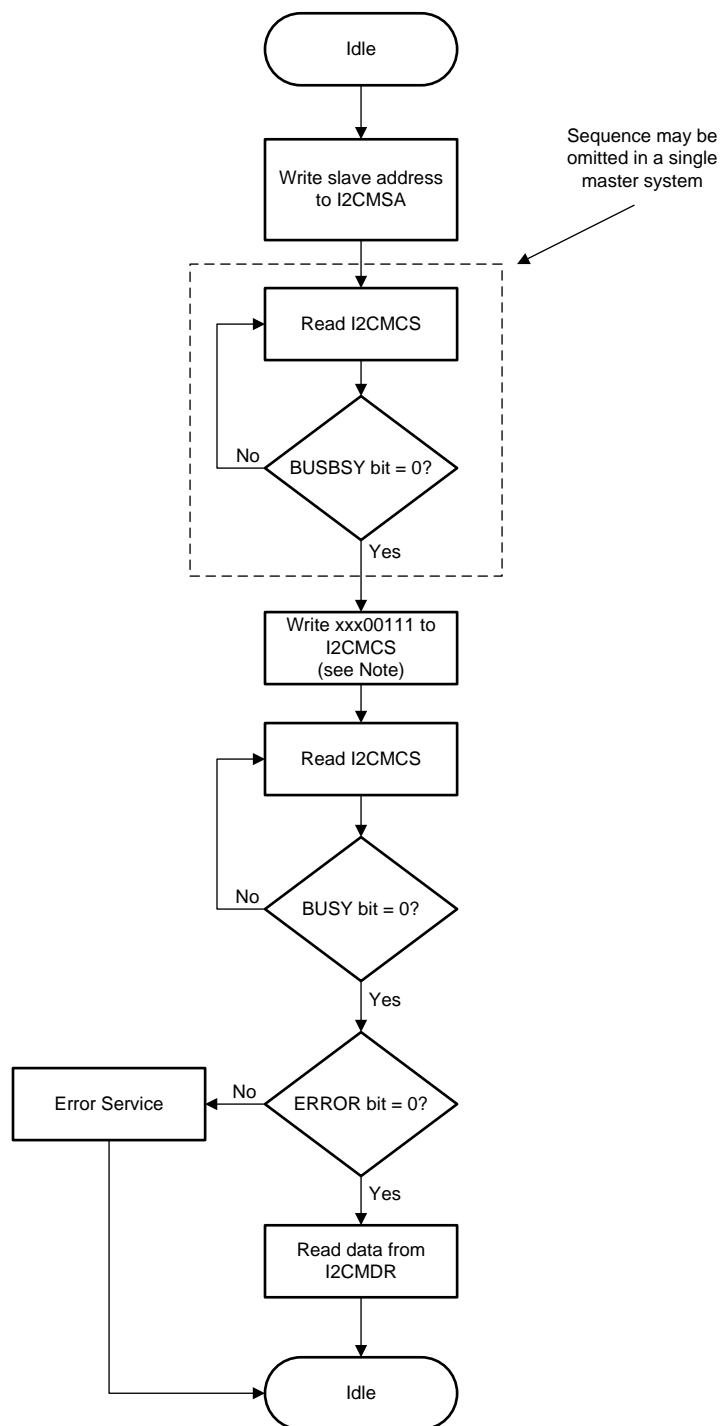 Idle
Sequence may be
omitted in a single
master system
Write slave address
to I2CMSA
Read I2CMCS
No
BUSBSY bit = 0?
Yes
Write xxx00111 to
I2CMCS
(see Note)
Read I2CMCS
No
BUSY bit = 0?
Yes
Error Service
No
ERROR bit = 0?
Yes
Read data from
I2CMDR
Idle